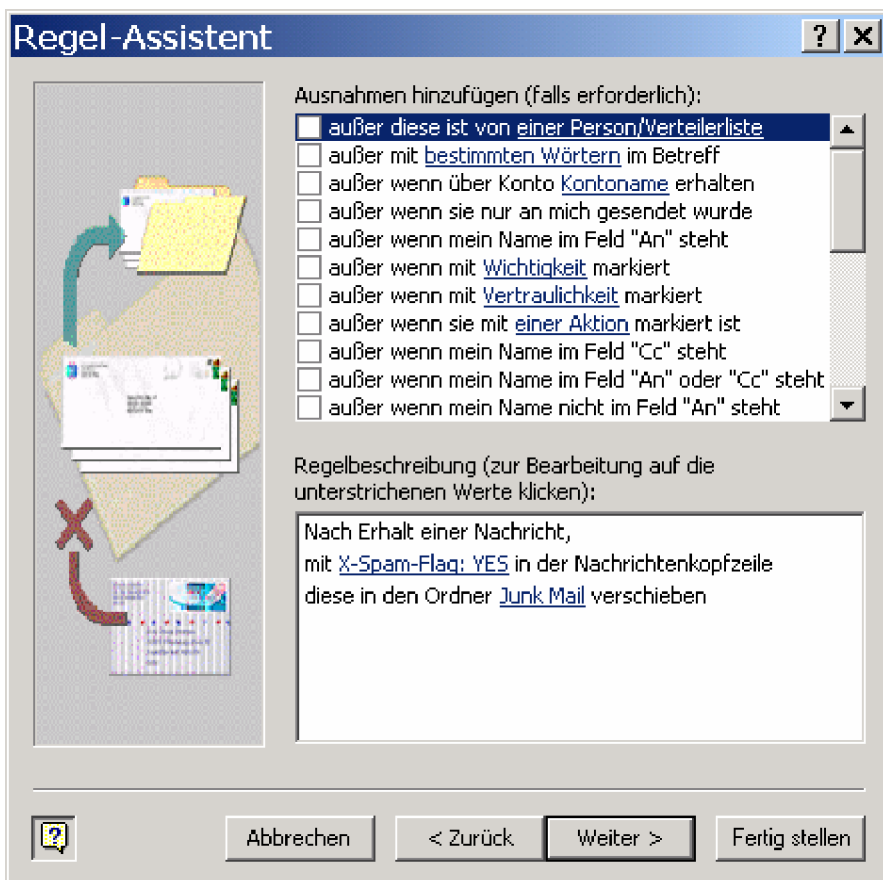 Regel-Assistent
Ausnahmen hinzufügen (falls erforderlich):
außer diese ist von einer Person/Verteilerliste
außer mit bestimmten Wörtern im Betreff
außer wenn über Konto Kontoname erhalten
außer wenn sie nur an mich gesendet wurde
außer wenn mein Name im Feld "An" steht
außer wenn mit Wichtigkeit markiert
außer wenn mit Vertraulichkeit markiert
außer wenn sie mit einer Aktion markiert ist
außer wenn mein Name im Feld "Cc" steht
außer wenn mein Name im Feld "An" oder "Cc" steht
außer wenn mein Name nicht im Feld "An" steht
Regelbeschreibung (zur Bearbeitung auf die
unterstrichenen Werte klicken):
Nach Erhalt einer Nachricht,
mit X-Spam-Flag: YES in der Nachrichtenkopfzeile
diese in den Ordner Junk Mail verschieben
Abbrechen
< Zurück
Weiter >
Fertig stellen